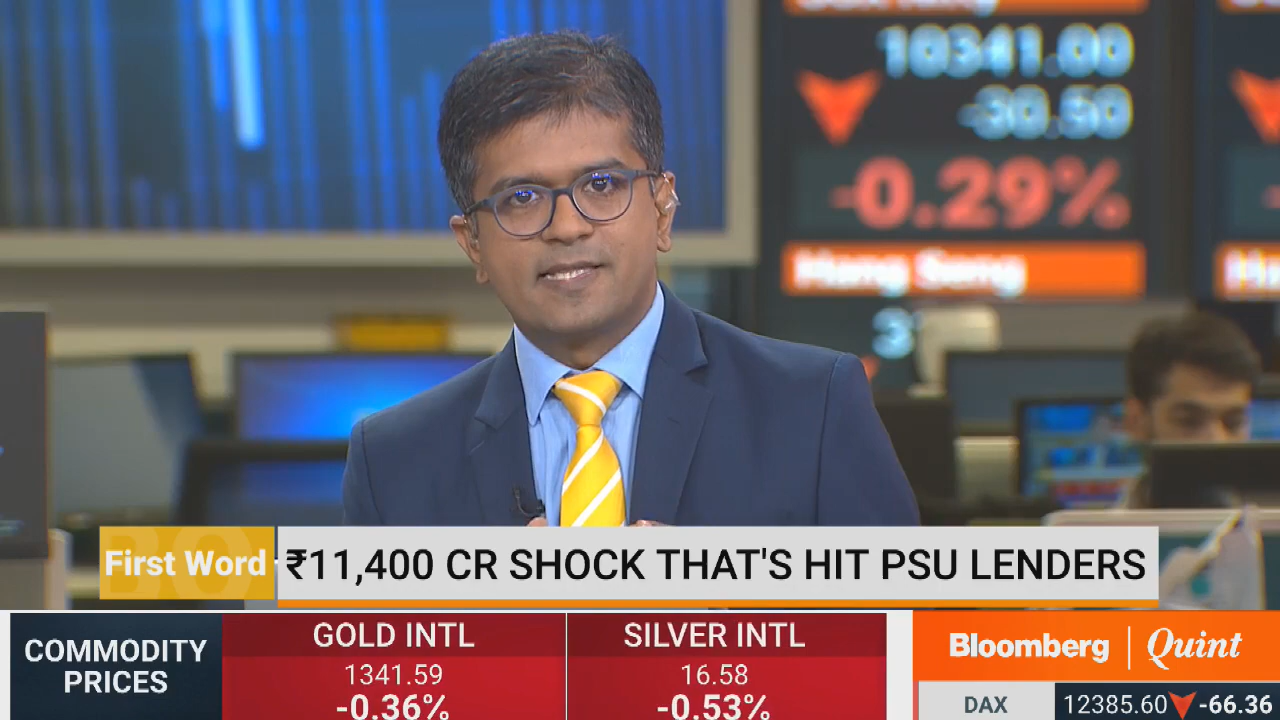 10341.00
-30.50
-0.29%
Hang Seng
First Word
₹11,400 CR SHOCK THAT'S HIT PSU LENDERS
COMMODITY
PRICES
GOLD INTL
1341.59
-0.36%
SILVER INTL
16.58
-0.53%
Bloomberg | Quint
DAX 12385.60 -66.36